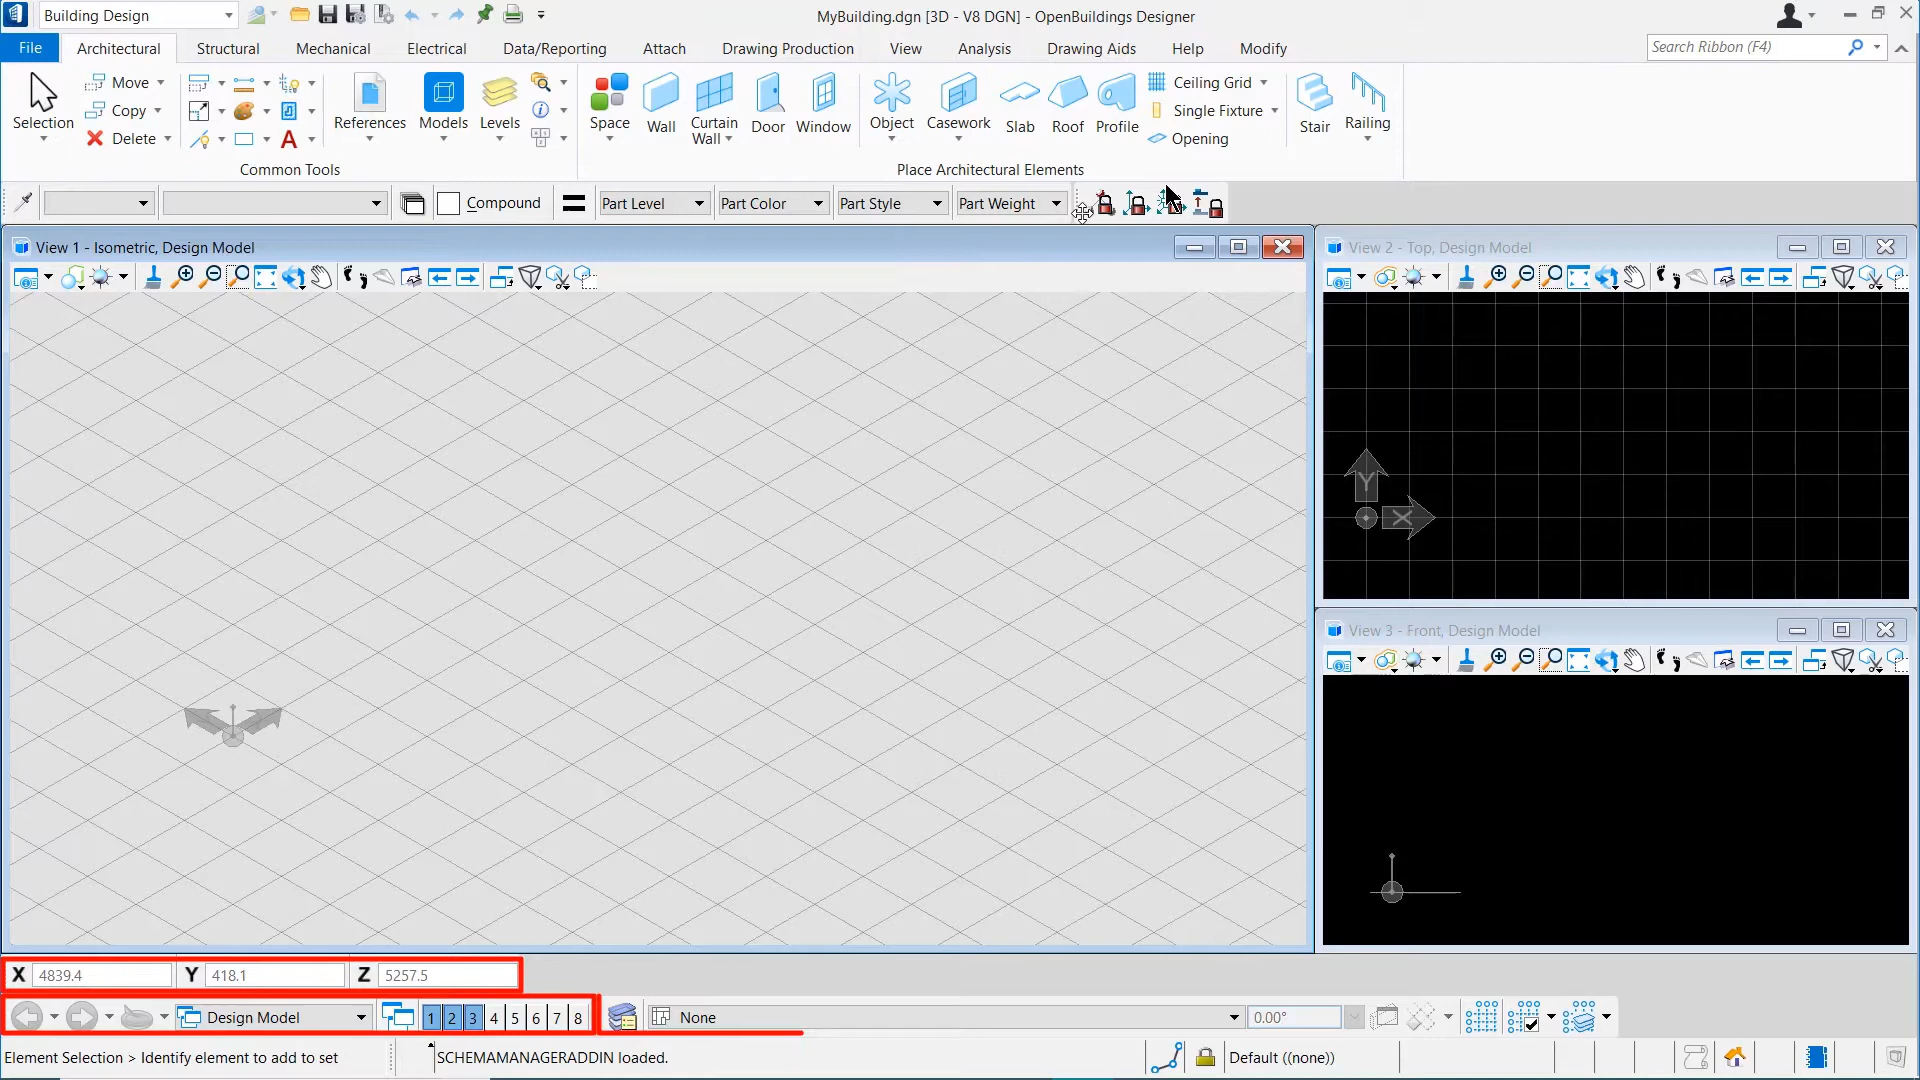 Building Design
MyBuilding.dgn [3D - V8 DGN] - OpenBuildings Designer
File Architectural Structural Mechanical Electrical Data/Reporting Attach Drawing Production View Analysis Drawing Aids Help Modify
Search Ribbon (F4)
Selection
Move
Copy
Delete
A
References
Models
Levels
Common Tools
Space
Wall
Curtain
Wall
Door
Window
Object
Casework
Slab
Roof
Profile
Ceiling Grid
Single Fixture
Opening
Stair
Railing
Place Architectural Elements
Compound
Part Level
Part Color
Part Style
Part Weight
View 1 - Isometric, Design Model
View 2 - Top, Design Model
Y
X
View 3 - Front, Design Model
X 4839.4 Y 418.1 Z 5257.5
Design Model 1 2 3 4 5 6 7 8 None 0.00°
Element Selection > Identify element to add to set SCHEMAMANAGERADDIN loaded. Default ((none))